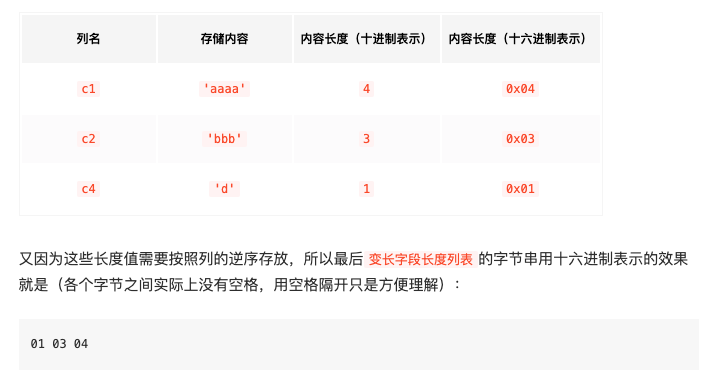 列名 存储内容 内容长度（十进制表示） 内容长度（十六进制表示）
c1 'aaaa' 4 0x04
c2 'bbb' 3 0x03
c4 'd' 1 0x01
又因为这些长度值需要按照列的逆序存放，所以最后 变长字段长度列表 的字节串用十六进制表示的效果
就是（各个字节之间实际上没有空格，用空格隔开只是方便理解）：
01 03 04